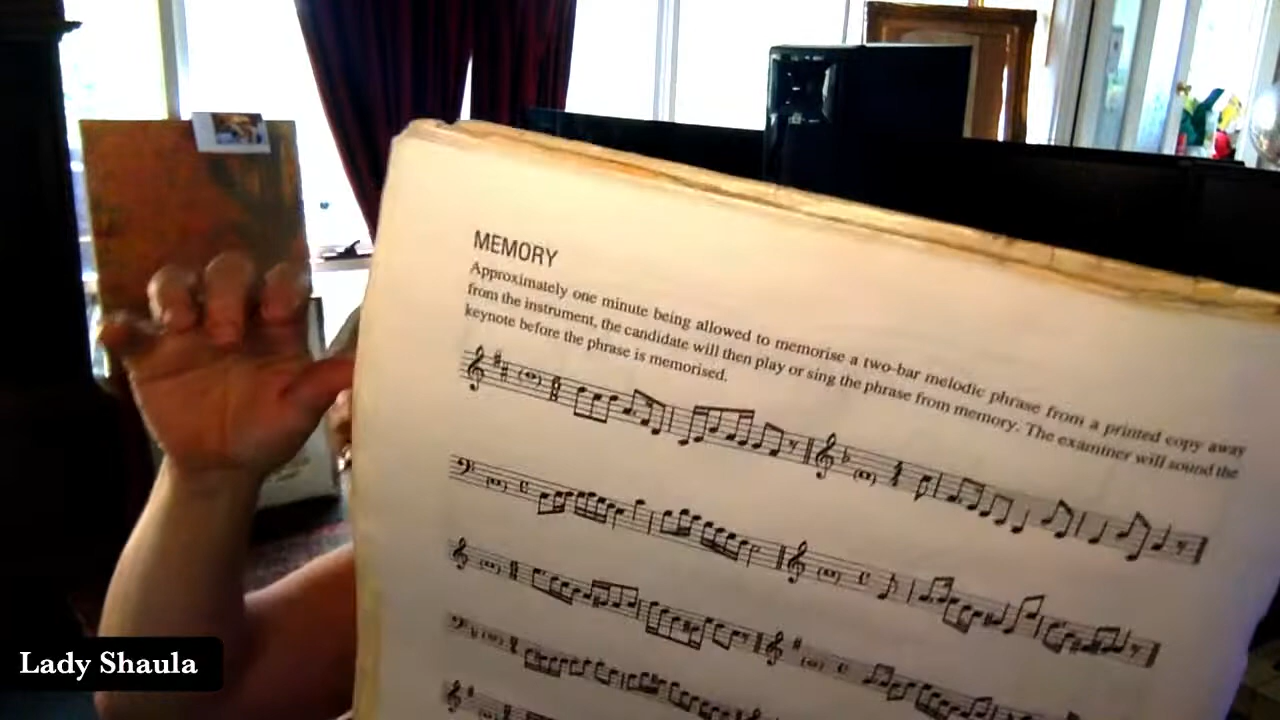 MEMORY
Approximately one minute being allowed to memorise a two-bar melodic phrase from a printed copy away
from the instrument, the candidate will then play or sing the phrase from memory. The examiner will sound the
keynote before the phrase is memorised.
Lady Shaula